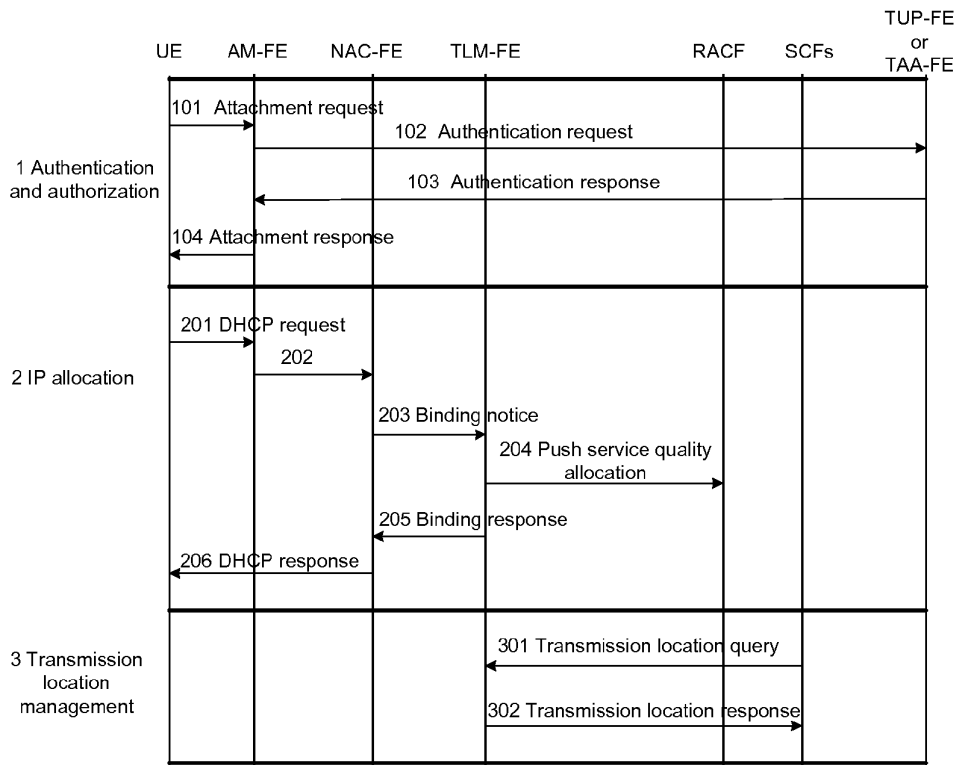 TUP-FE
or
TAA-FE
UE AM-FE NAC-FE TLM-FE RACF SCFs
101 Attachment request
102 Authentication request
1 Authentication
and authorization
103 Authentication response
104 Attachment response
201 DHCP request
202
2 IP allocation
203 Binding notice
204 Push service quality
allocation
205 Binding response
206 DHCP response
301 Transmission location query
3 Transmission
location
management
302 Transmission location response